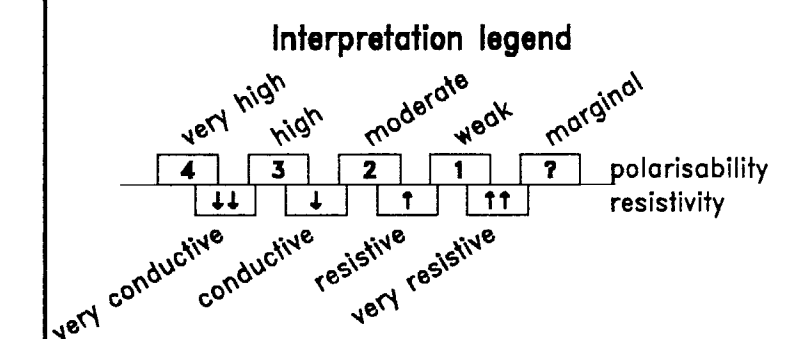 Interpretation legend
very high
high
moderate
weak
marginal
4 3 2 1 ? polarisability
↓↓ ↓ ↑ ↑↑ resistivity
very conductive
conductive
resistive
very resistive